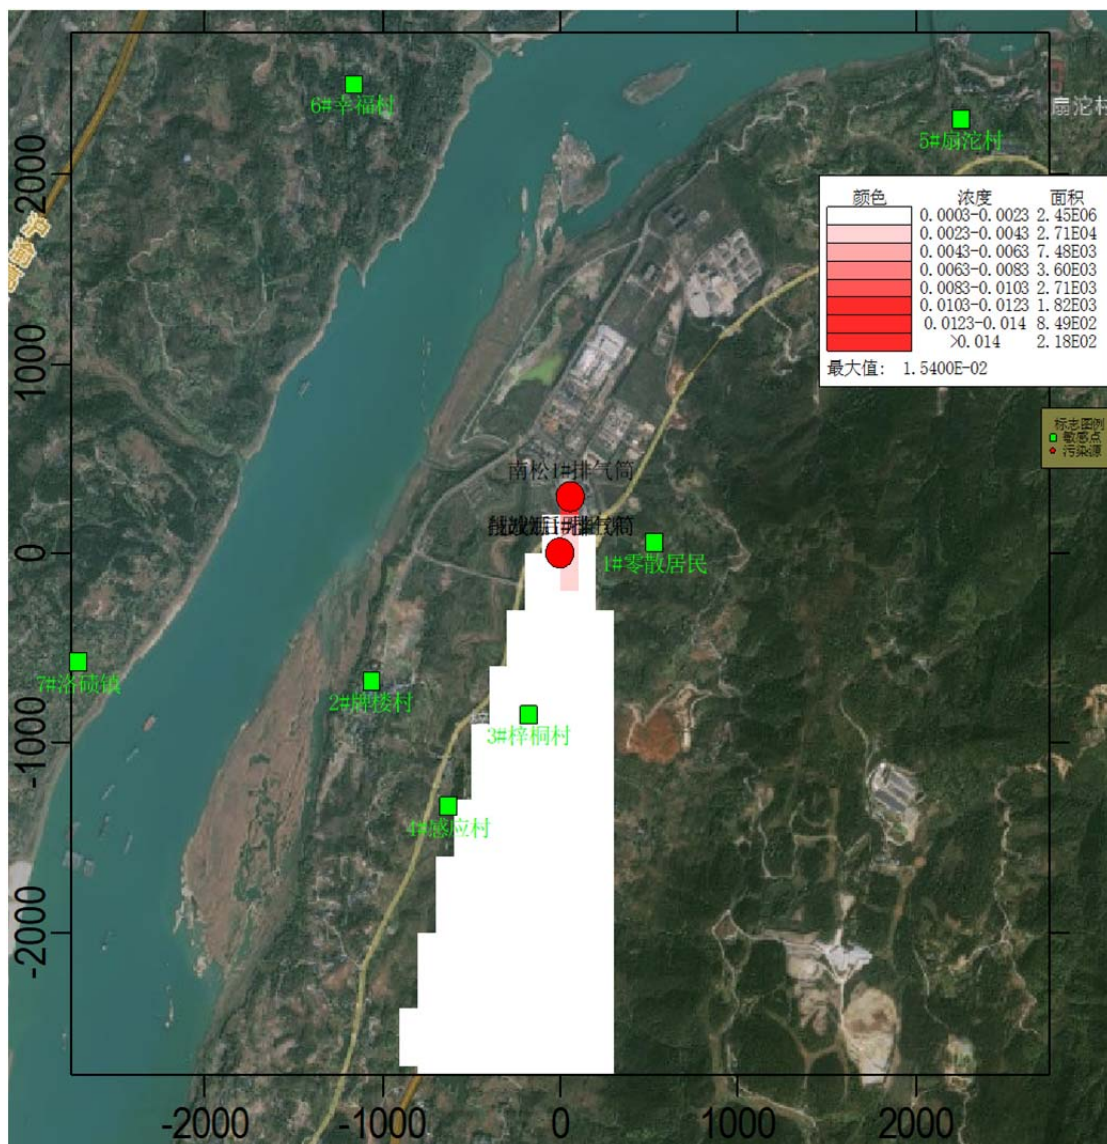 6#幸福村
5#扇沱村
扇沱村
2000
沪渝高
颜色 浓度 面积
0.0003-0.0023 2.45E06
0.0023-0.0043 2.71E04
0.0043-0.0063 7.48E03
0.0063-0.0083 3.60E03
0.0083-0.0103 2.71E03
0.0103-0.0123 1.82E03
0.0123-0.014 8.49E02
>0.014 2.18E02
最大值: 1.5400E-02
1000
标志图例
敏感点
污染源
南松1#排气筒
0
1#零散居民
7#洛碛镇
2#牌楼村
3#梓桐村
-1000
4#感应村
-2000
-2000 -1000 0 1000 2000